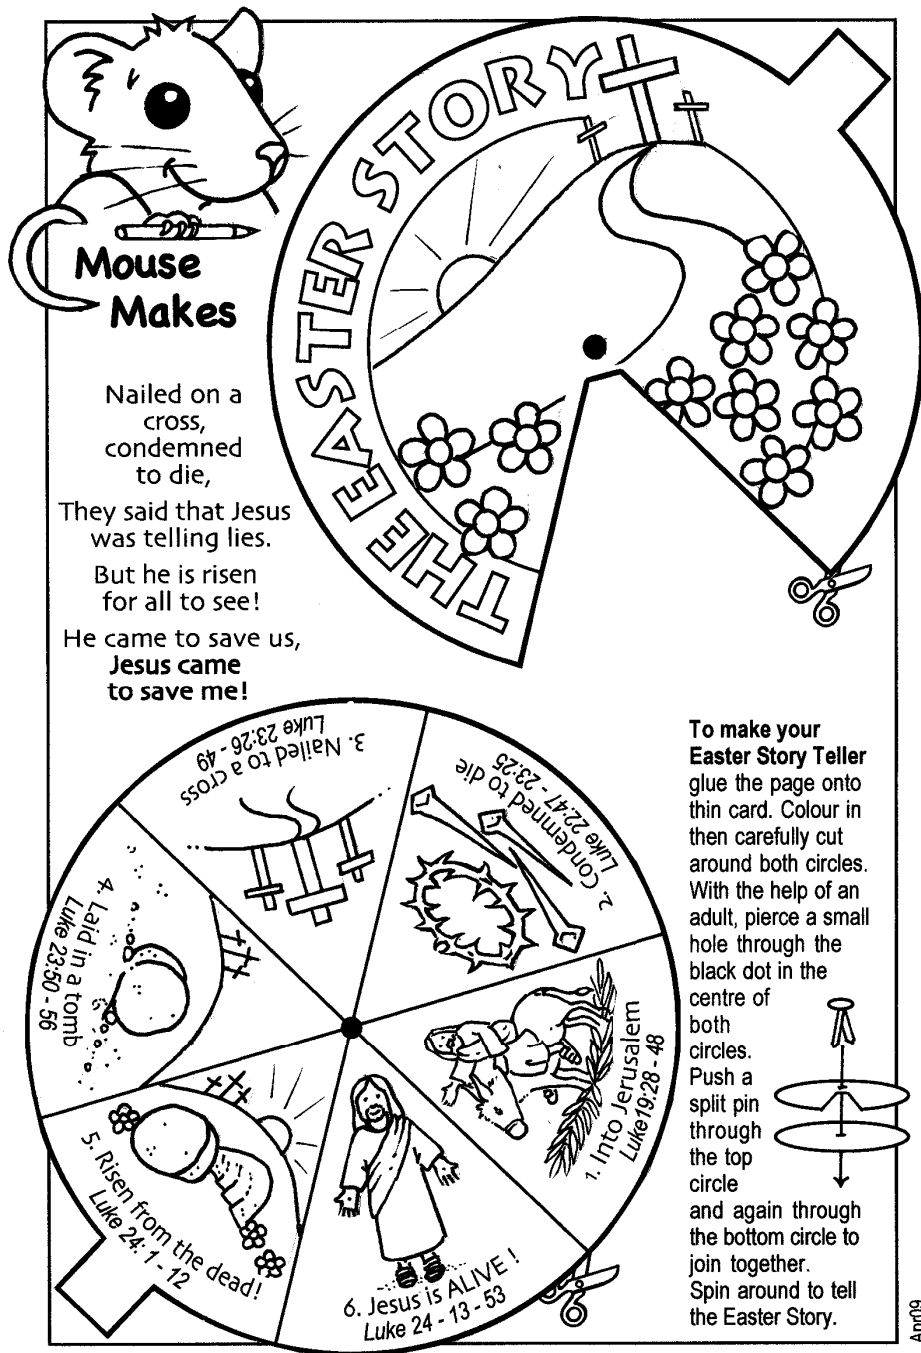 THE EASTER STORY
Mouse
Makes
Nailed on a
cross,
condemned
to die,
They said that Jesus
was telling lies.
But he is risen
for all to see!
He came to save us,
Jesus came
to save me!
1. Into Jerusalem
Luke19:28 - 48
2. Condemned to die
Luke 22:47 - 23:25
3. Nailed to a cross
Luke 23:26 - 49
4. Laid in a tomb
Luke 23:50 - 56
5. Risen from the dead!
Luke 24: 1 - 12
6. Jesus is ALIVE !
Luke 24 - 13 - 53
To make your
Easter Story Teller
glue the page onto
thin card. Colour in
then carefully cut
around both circles.
With the help of an
adult, pierce a small
hole through the
black dot in the
centre of
both
circles.
Push a
split pin
through
the top
circle
and again through
the bottom circle to
join together.
Spin around to tell
the Easter Story.
Apr09